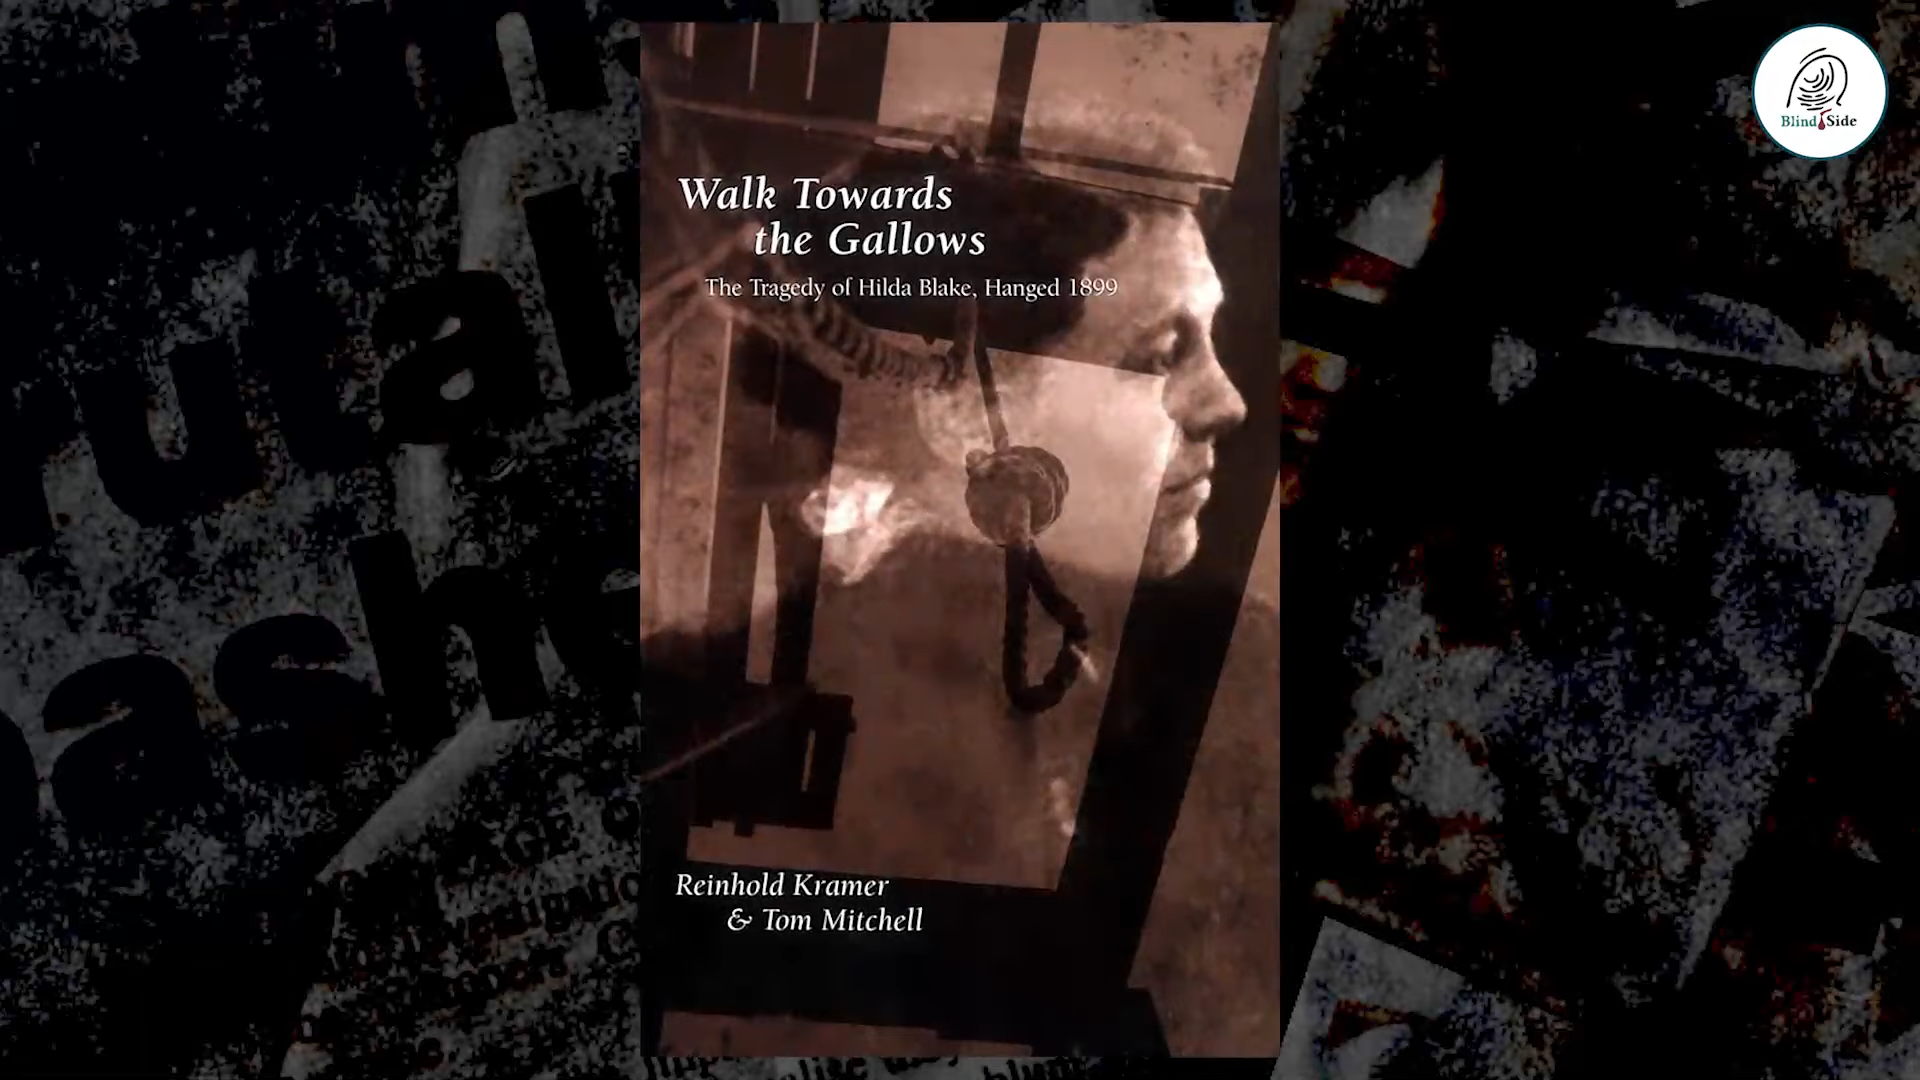 Walk Towards
the Gallows
The Tragedy of Hilda Blake, Hanged 1899
Reinhold Kramer
& Tom Mitchell
Blind Side